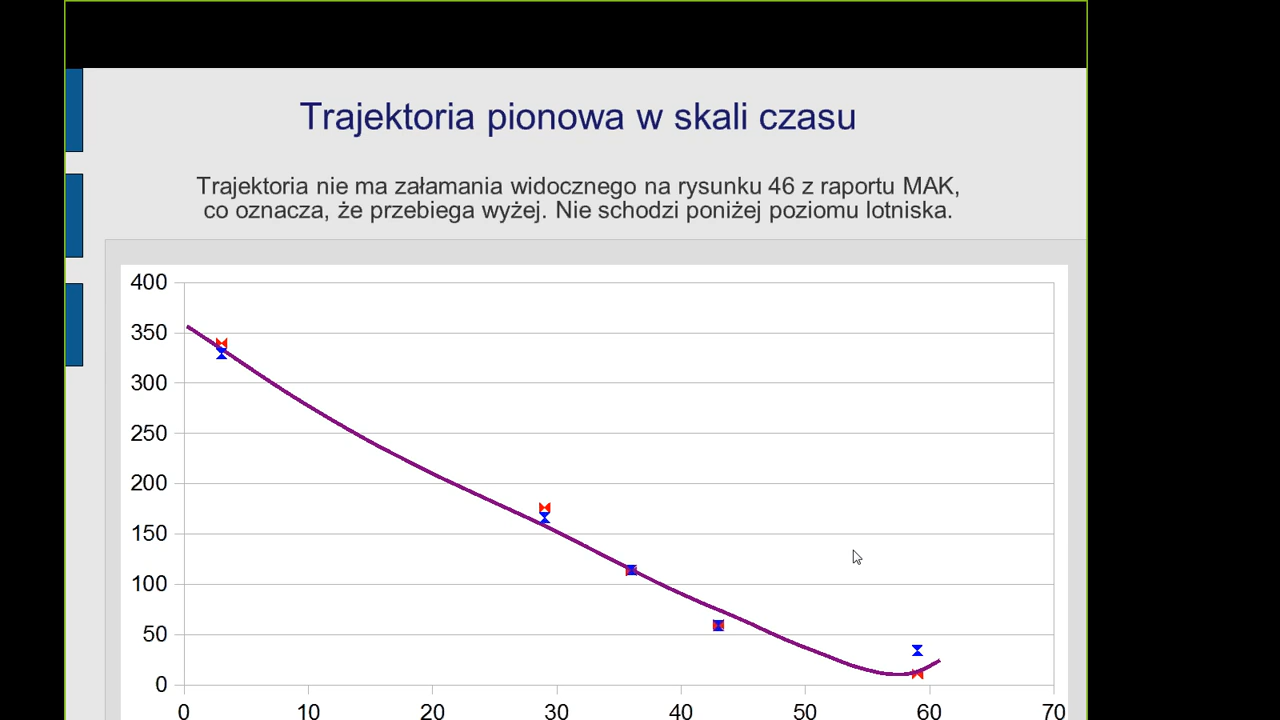 Trajektoria pionowa w skali czasu
Trajektoria nie ma załamania widocznego na rysunku 46 z raportu MAK,
co oznacza, że przebiega wyżej. Nie schodzi poniżej poziomu lotniska.
400
350
300
250
200
150
100
50
0
0 10 20 30 40 50 60 70